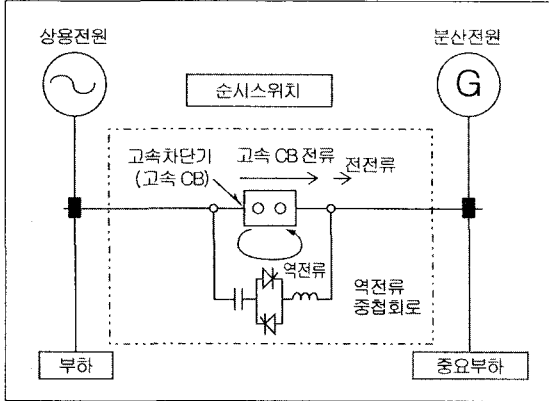 상용전원
분산전원
G
순시스위치
고속차단기
(고속 CB)
고속 CB 전류
전전류
역전류
역전류
중첩회로
부하
중요부하